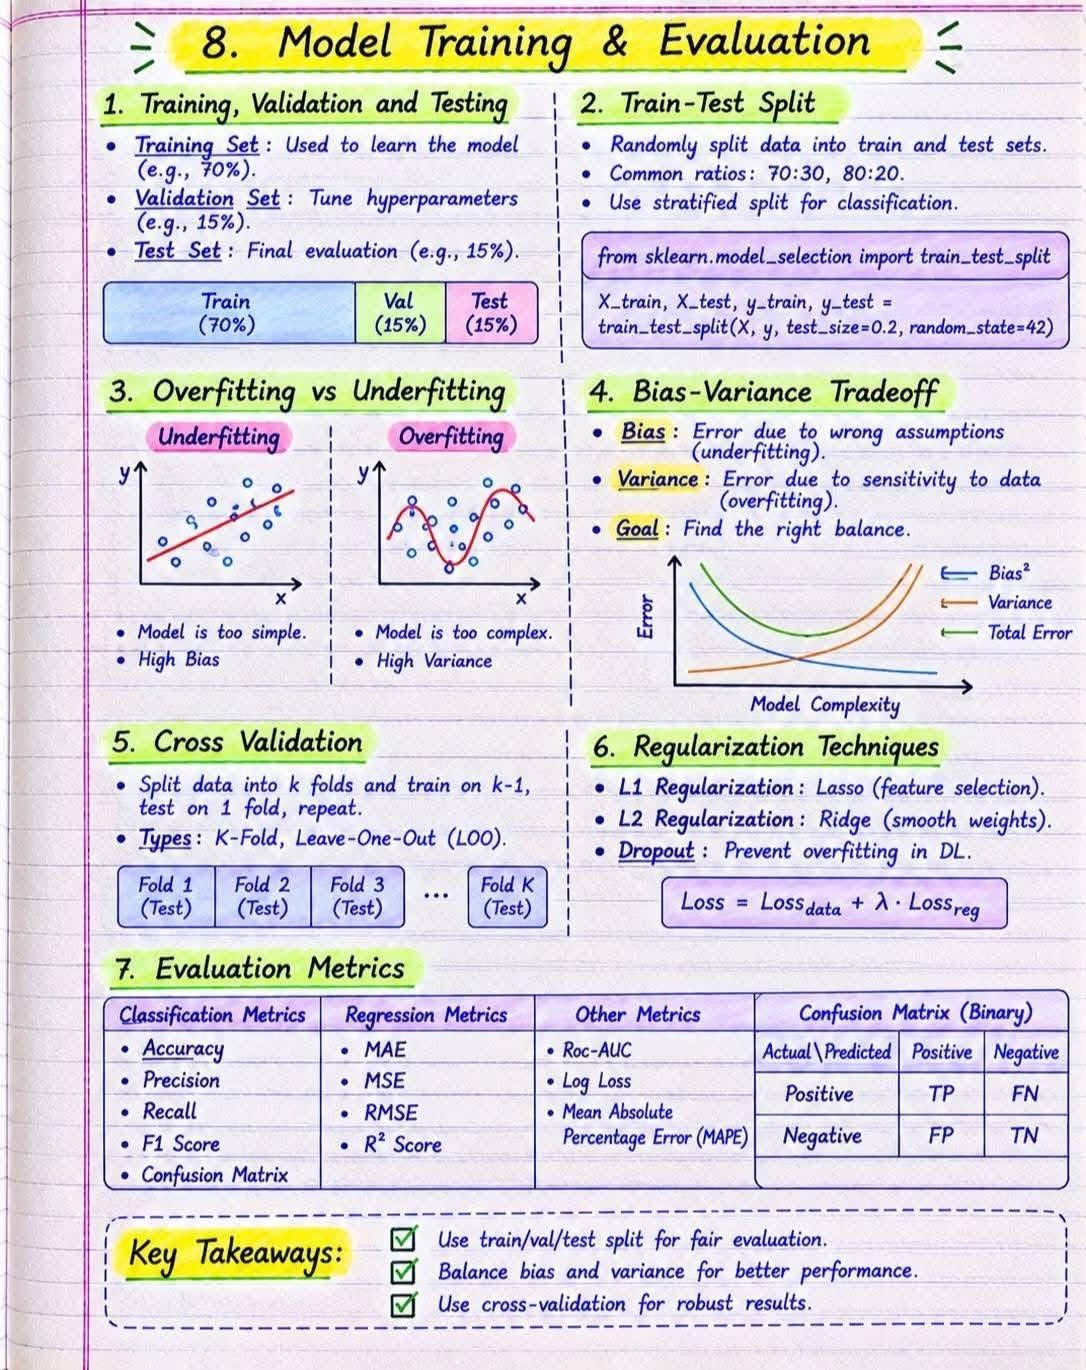 8. Model Training & Evaluation
1. Training, Validation and Testing
• Training Set : Used to learn the model
(e.g., 70%).
• Validation Set : Tune hyperparameters
(e.g., 15%).
• Test Set : Final evaluation (e.g., 15%).
Train Val Test
(70%) (15%) (15%)
2. Train-Test Split
• Randomly split data into train and test sets.
• Common ratios: 70:30, 80:20.
• Use stratified split for classification.
from sklearn.model_selection import train_test_split
X_train, X_test, y_train, y_test =
train_test_split(X, y, test_size=0.2, random_state=42)
3. Overfitting vs Underfitting
Underfitting
y
x
• Model is too simple.
• High Bias
Overfitting
y
x
• Model is too complex.
• High Variance
4. Bias-Variance Tradeoff
• Bias : Error due to wrong assumptions
(underfitting).
• Variance : Error due to sensitivity to data
(overfitting).
• Goal : Find the right balance.
Error
Bias²
Variance
Total Error
Model Complexity
5. Cross Validation
• Split data into k folds and train on k-1,
test on 1 fold, repeat.
• Types : K-Fold, Leave-One-Out (LOO).
Fold 1 Fold 2 Fold 3 ... Fold K
(Test) (Test) (Test) (Test)
6. Regularization Techniques
• L1 Regularization : Lasso (feature selection).
• L2 Regularization : Ridge (smooth weights).
• Dropout : Prevent overfitting in DL.
Loss = Loss_data + λ · Loss_reg
7. Evaluation Metrics
Classification Metrics
• Accuracy
• Precision
• Recall
• F1 Score
• Confusion Matrix
Regression Metrics
• MAE
• MSE
• RMSE
• R² Score
Other Metrics
• Roc-AUC
• Log Loss
• Mean Absolute
Percentage Error (MAPE)
Confusion Matrix (Binary)
Actual\Predicted Positive Negative
Positive TP FN
Negative FP TN
Key Takeaways:
Use train/val/test split for fair evaluation.
Balance bias and variance for better performance.
Use cross-validation for robust results.